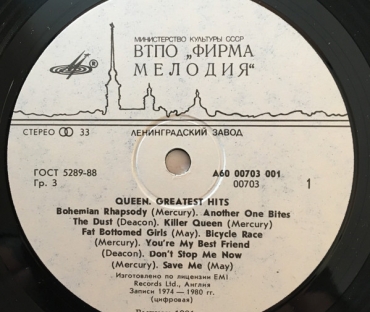 МИНИСТЕРСТВО КУЛЬТУРЫ СССР
ВТПО „ФИРМА
МЕЛОДИЯ“
СТЕРЕО 33
ЛЕНИНГРАДСКИЙ ЗАВОД
ГОСТ 5289-88
А60 00703 001
Гр. 3
00703
1
QUEEN. GREATEST HITS
Bohemian Rhapsody (Mercury). Another One Bites
The Dust (Deacon). Killer Queen (Mercury)
Fat Bottomed Girls (May). Bicycle Race
(Mercury). You're My Best Friend
(Deacon). Don't Stop Me Now
(Mercury). Save Me (May)
Изготовлено по лицензии EMI
Records Ltd., Англия
Записи 1974 — 1980 гг.
(цифровая)